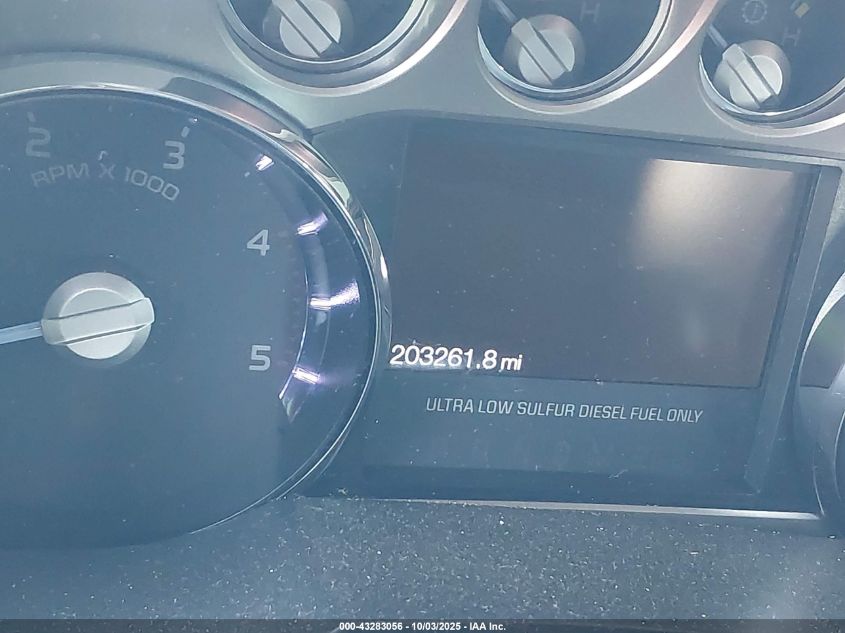 H
H
2
3
RPM X 1000
4
5
203261.8 mi
ULTRA LOW SULFUR DIESEL FUEL ONLY
000-43283056 - 10/03/2025 - IAA Inc.